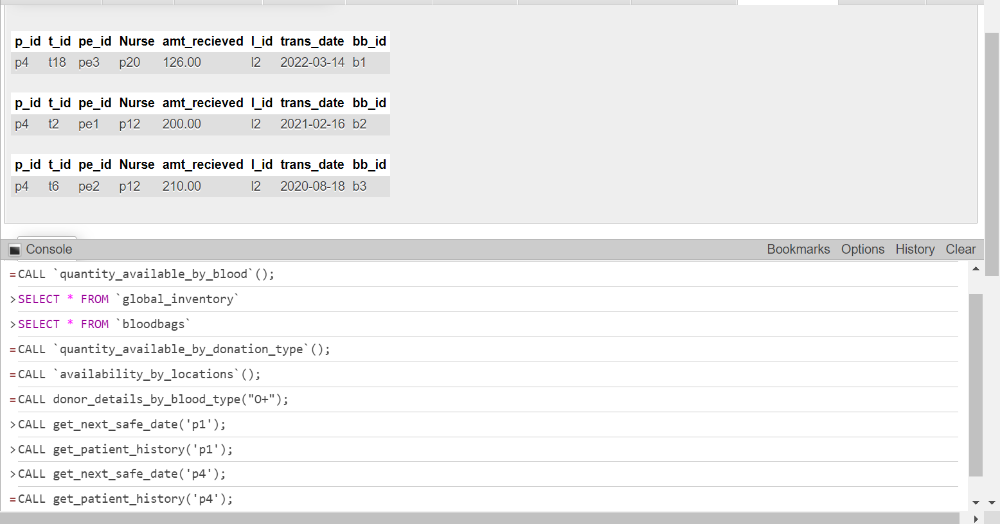 p_id t_id pe_id Nurse amt_recieved l_id trans_date bb_id
p4 t18 pe3 p20 126.00 l2 2022-03-14 b1
p_id t_id pe_id Nurse amt_recieved l_id trans_date bb_id
p4 t2 pe1 p12 200.00 l2 2021-02-16 b2
p_id t_id pe_id Nurse amt_recieved l_id trans_date bb_id
p4 t6 pe2 p12 210.00 l2 2020-08-18 b3
Console Bookmarks Options History Clear
=CALL `quantity_available_by_blood`();
>SELECT * FROM `global_inventory`
>SELECT * FROM `bloodbags`
=CALL `quantity_available_by_donation_type`();
=CALL `availability_by_locations`();
=CALL donor_details_by_blood_type("O+");
>CALL get_next_safe_date('p1');
>CALL get_patient_history('p1');
>CALL get_next_safe_date('p4');
=CALL get_patient_history('p4');